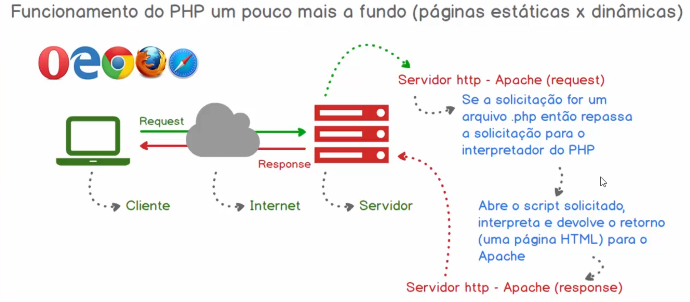 Funcionamento do PHP um pouco mais a fundo (páginas estáticas x dinâmicas)
Servidor http - Apache (request)
Se a solicitação for um
arquivo .php então repassa
a solicitação para o
interpretador do PHP
Request
Response
Cliente
Internet
Servidor
Abre o script solicitado,
interpreta e devolve o retorno
(uma página HTML) para o
Apache
Servidor http - Apache (response)